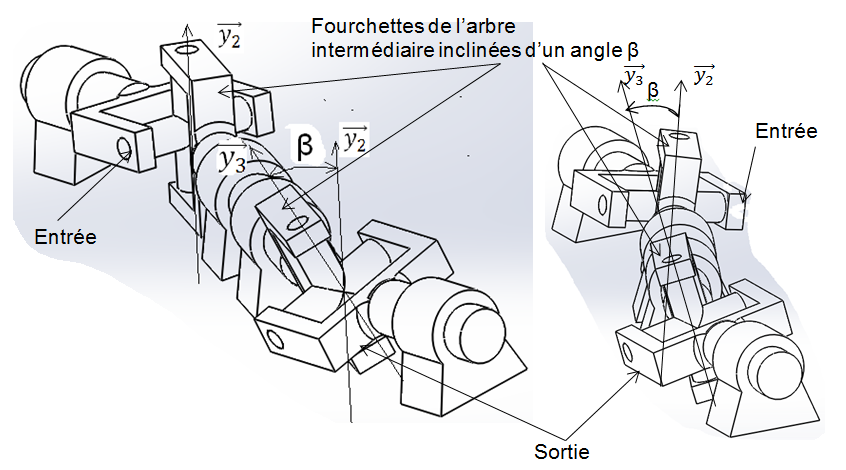 Fourchettes de l'arbre
intermédiaire inclinées d'un angle β
y₂
y₃
β
y₂
Entrée
y₃
β
y₂
Entrée
Sortie